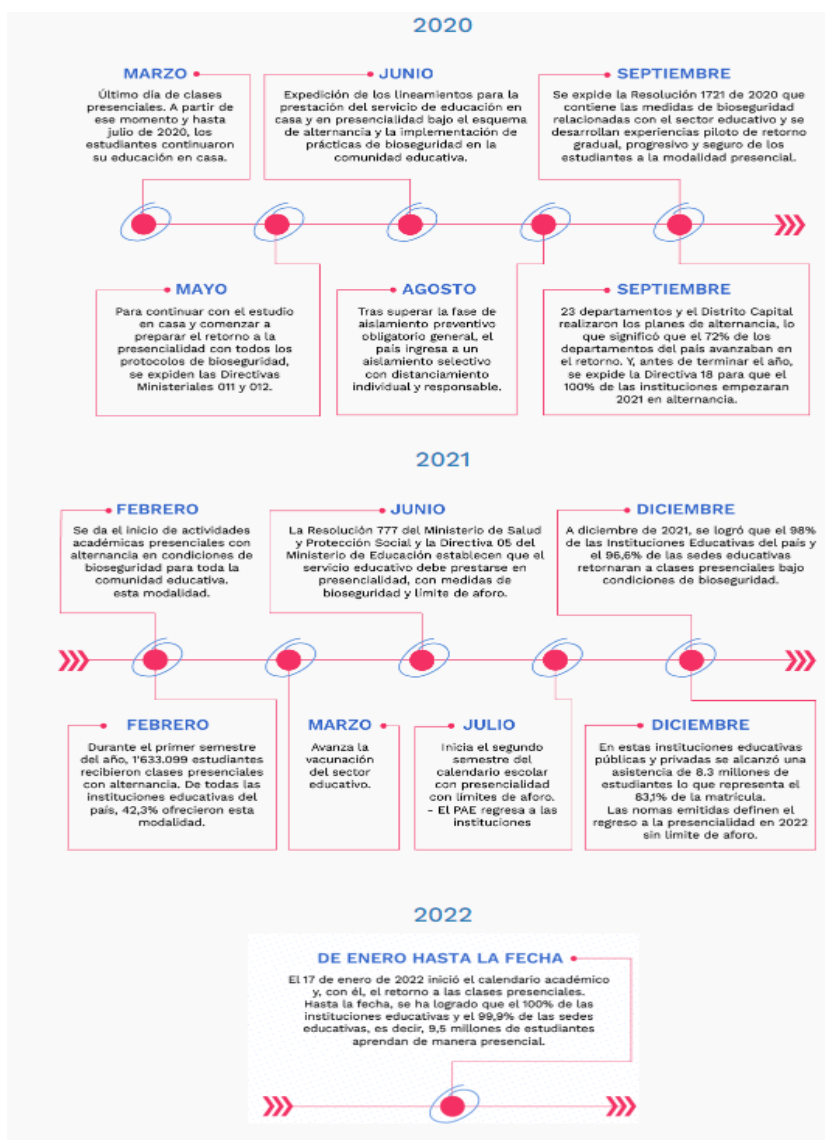 2020
MARZO
Último día de clases
presenciales. A partir de
ese momento y hasta
julio de 2020, los
estudiantes continuaron
su educación en casa.
JUNIO
Expedición de los lineamientos para la
prestación del servicio de educación en
casa y en presencialidad bajo el esquema
de alternancia y la implementación de
prácticas de bioseguridad en la
comunidad educativa.
SEPTIEMBRE
Se expide la Resolución 1721 de 2020 que
contiene las medidas de bioseguridad
relacionadas con el sector educativo y se
desarrollan experiencias piloto de retorno
gradual, progresivo y seguro de los
estudiantes a la modalidad presencial.
MAYO
Para continuar con el estudio
en casa y comenzar a
preparar el retorno a la
presencialidad con todos los
protocolos de bioseguridad,
se expiden las Directivas
Ministeriales 011 y 012.
AGOSTO
Tras superar la fase de
aislamiento preventivo
obligatorio general, el
país ingresa a un
aislamiento selectivo
con distanciamiento
individual y responsable.
SEPTIEMBRE
23 departamentos y el Distrito Capital
realizaron los planes de alternancia, lo
que significó que el 72% de los
departamentos del país avanzaban en
el retorno. Y, antes de terminar el año,
se expide la Directiva 18 para que el
100% de las instituciones empezaran
2021 en alternancia.
2021
FEBRERO
Se da el inicio de actividades
académicas presenciales con
alternancia en condiciones de
bioseguridad para toda la
comunidad educativa.
esta modalidad.
JUNIO
La Resolución 777 del Ministerio de Salud
y Protección Social y la Directiva 05 del
Ministerio de Educación establecen que el
servicio educativo debe prestarse en
presencialidad, con medidas de
bioseguridad y límite de aforo.
DICIEMBRE
A diciembre de 2021, se logró que el 98%
de las Instituciones Educativas del país y
el 96,6% de las sedes educativas
retornaran a clases presenciales bajo
condiciones de bioseguridad.
FEBRERO
Durante el primer semestre
del año, 1'633.099 estudiantes
recibieron clases presenciales
con alternancia. De todas las
instituciones educativas del
país, 42,3% ofrecieron esta
modalidad.
MARZO
Avanza la
vacunación
del sector
educativo.
JULIO
Inicia el segundo
semestre del
calendario escolar
con presencialidad
con límites de aforo.
- El PAE regresa a las
instituciones
DICIEMBRE
En estas instituciones educativas
públicas y privadas se alcanzó una
asistencia de 8.3 millones de
estudiantes lo que representa el
83,1% de la matrícula.
Las nomas emitidas definen el
regreso a la presencialidad en 2022
sin límite de aforo.
2022
DE ENERO HASTA LA FECHA
El 17 de enero de 2022 inició el calendario académico
y, con él, el retorno a las clases presenciales.
Hasta la fecha, se ha logrado que el 100% de las
instituciones educativas y el 99,9% de las sedes
educativas, es decir, 9,5 millones de estudiantes
aprendan de manera presencial.